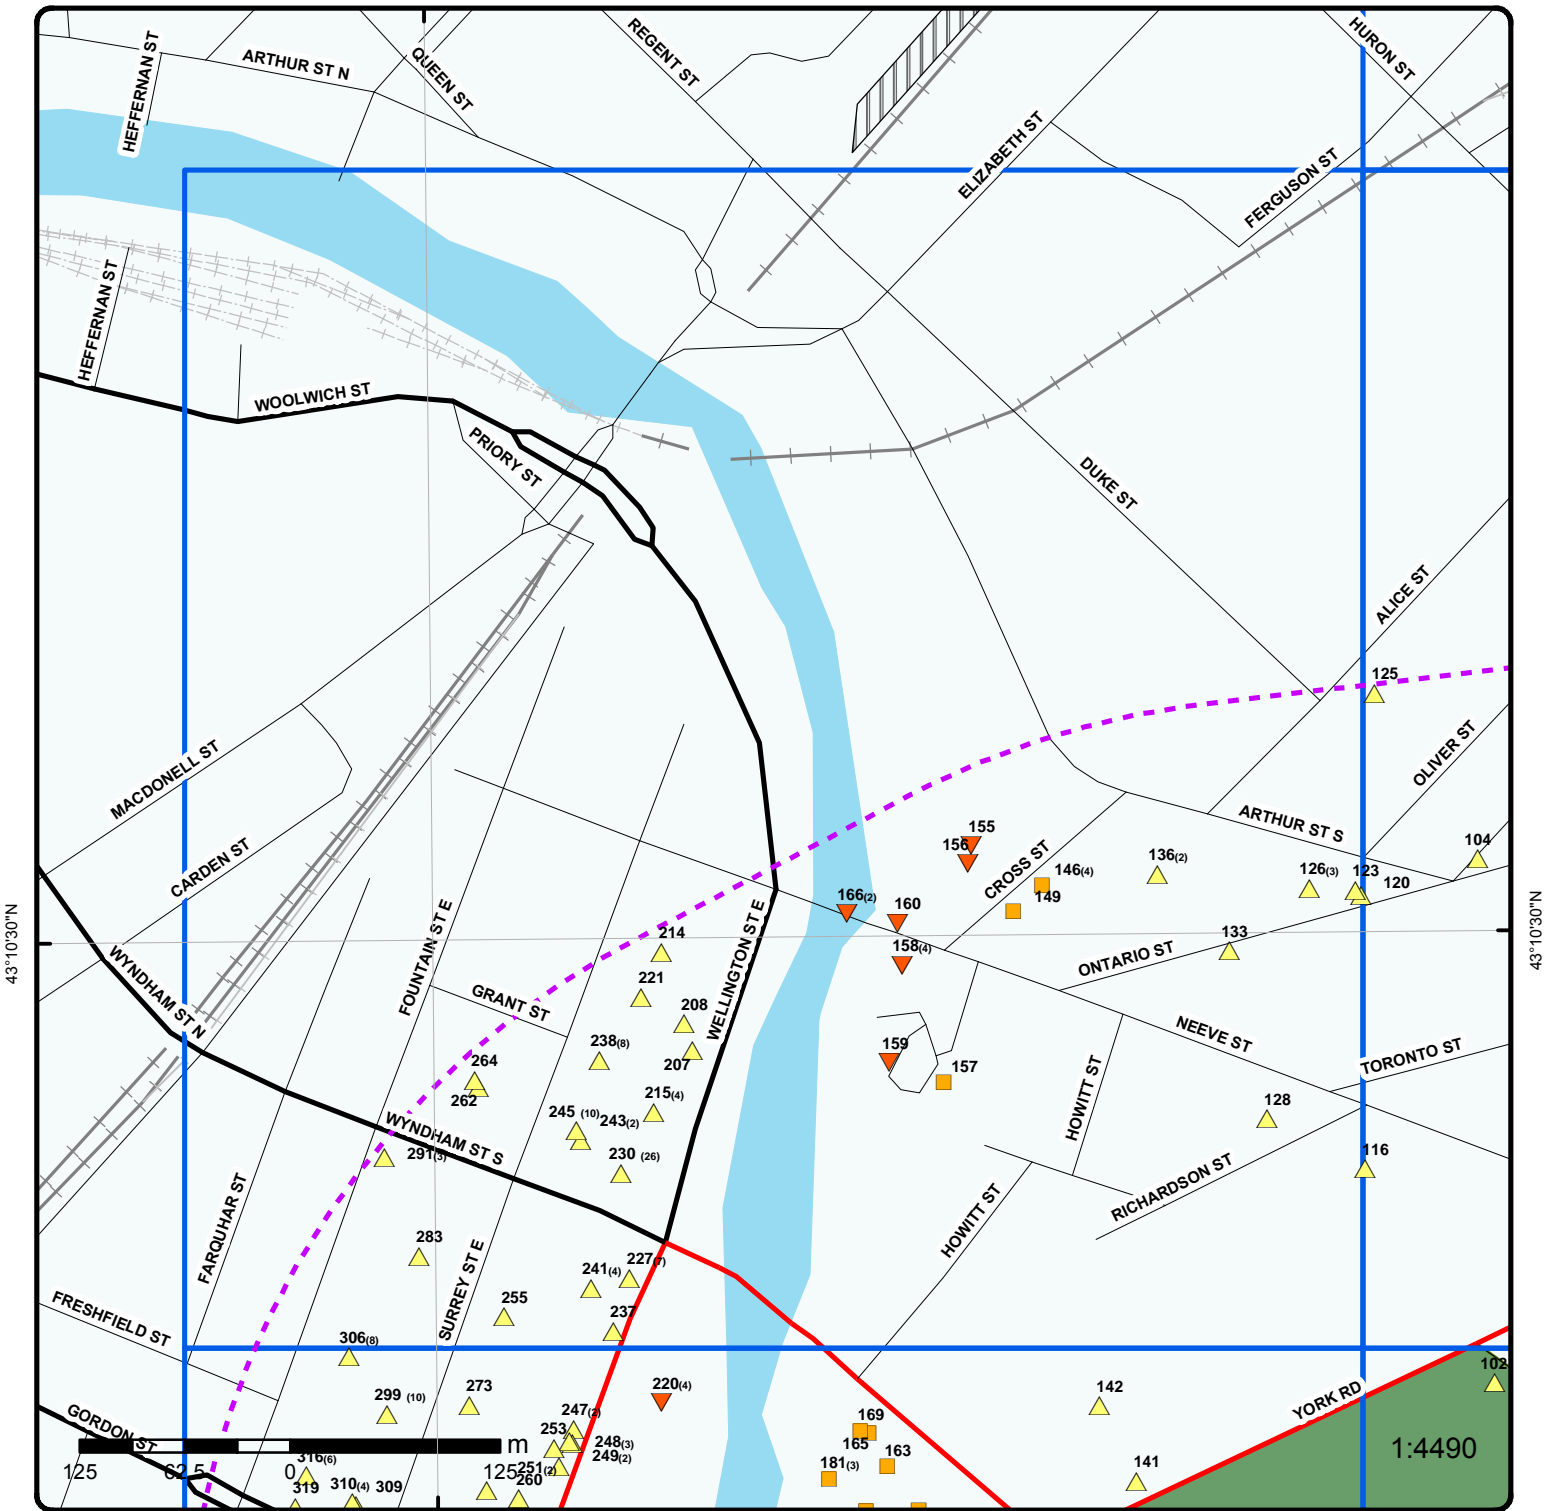 HEFFERNAN ST
ARTHUR ST N
QUEEN ST
REGENT ST
HURON ST
ELIZABETH ST
FERGUSON ST
HEFFERNAN ST
WOOLWICH ST
PRIORY ST
DUKE ST
ALICE ST
125
MACDONELL ST
OLIVER ST
CARDEN ST
ARTHUR ST S
155
156
CROSS ST
146(4)
149
136(2)
126(3)
123
120
104
166(2)
160
158(4)
133
ONTARIO ST
43°10'30"N
43°10'30"N
WYNDHAM ST N
FOUNTAIN ST E
WELLINGTON ST E
214
221
GRANT ST
208
207
238(8)
NEEVE ST
TORONTO ST
159
157
HOWITT ST
264
262
215(4)
245 (10)
243(2)
128
WYNDHAM ST S
291(3)
230 (26)
116
RICHARDSON ST
FARQUHAR ST
HOWITT ST
283
SURREY ST E
241(4)
227(7)
255
237
FRESHFIELD ST
306(8)
220(4)
102
299 (10)
273
142
YORK RD
GORDON ST
247(2)
253
248(3)
249(2)
169
165
163
1:4490
m
125
62.5
0
125
316(6)
251(2)
181(3)
141
319
310(4)
309
260